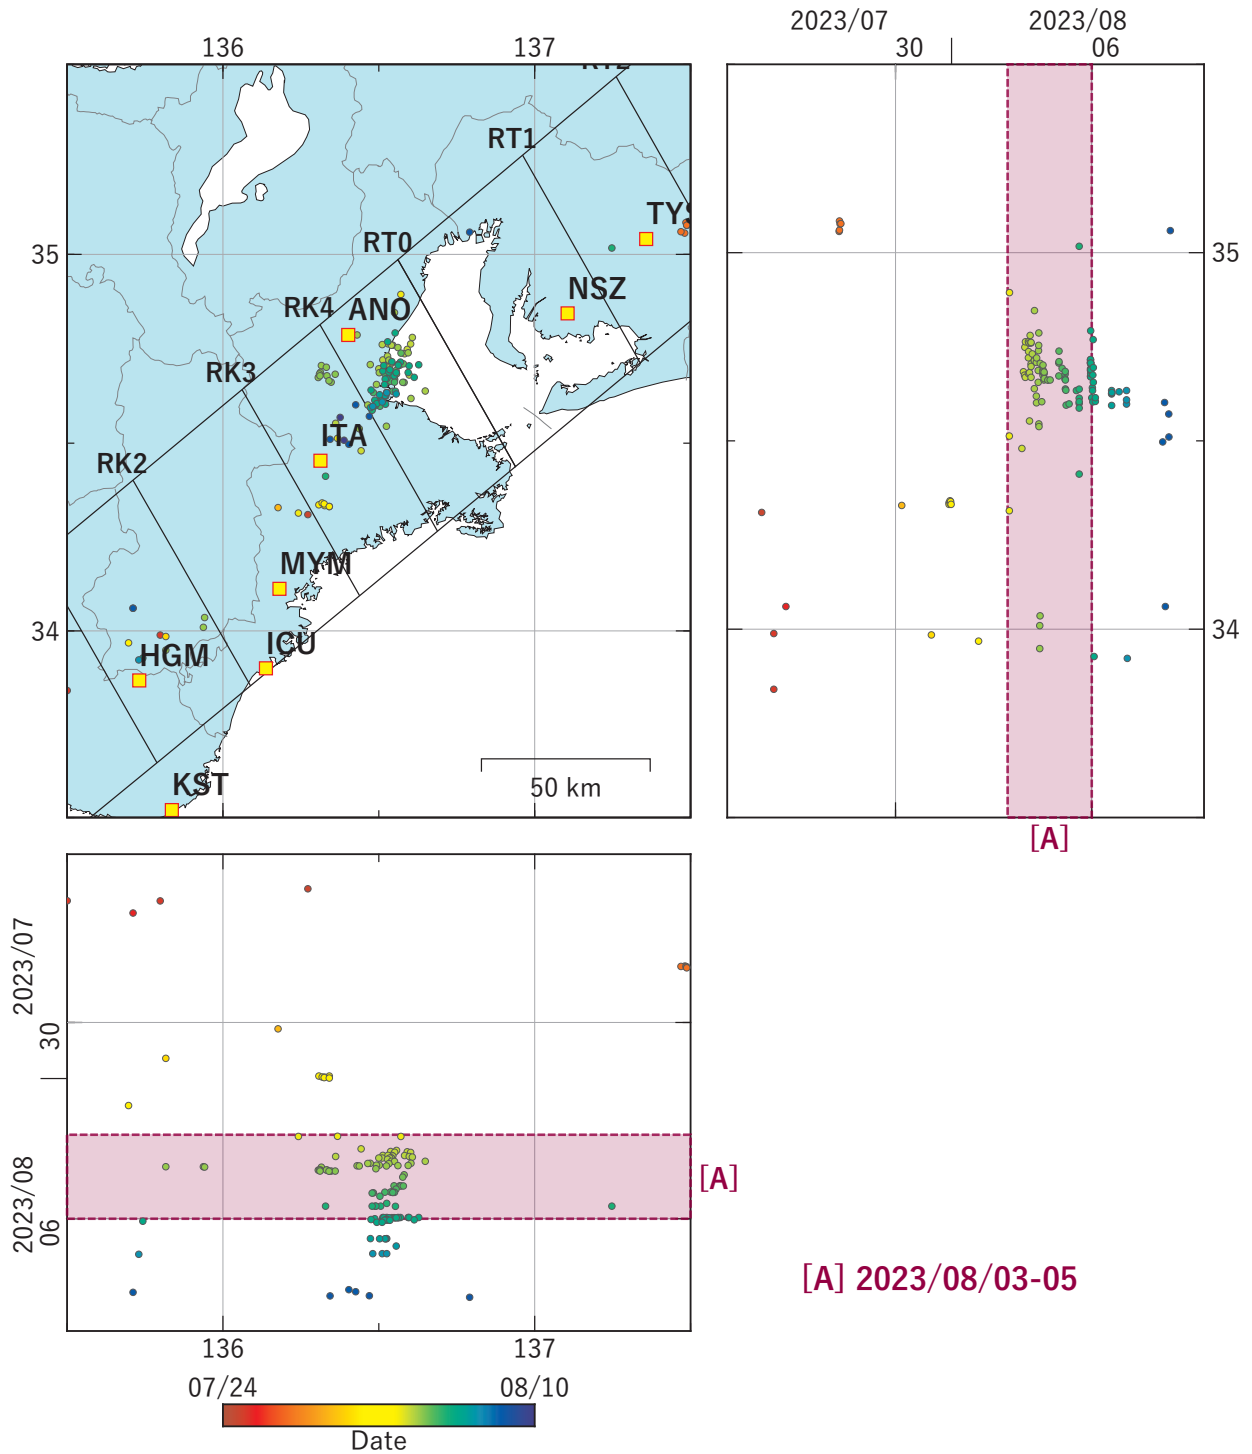 2023/07 2023/08
136 137 30 06
RT2
RT1
TYS
RT0
35 35
NSZ
RK4 ANO
RK3
ITA
RK2
MYM
34 ICU 34
HGM
50 km
KST
[A]
2023/07
30
[A]
2023/08
06
[A] 2023/08/03-05
136 137
07/24 08/10
Date